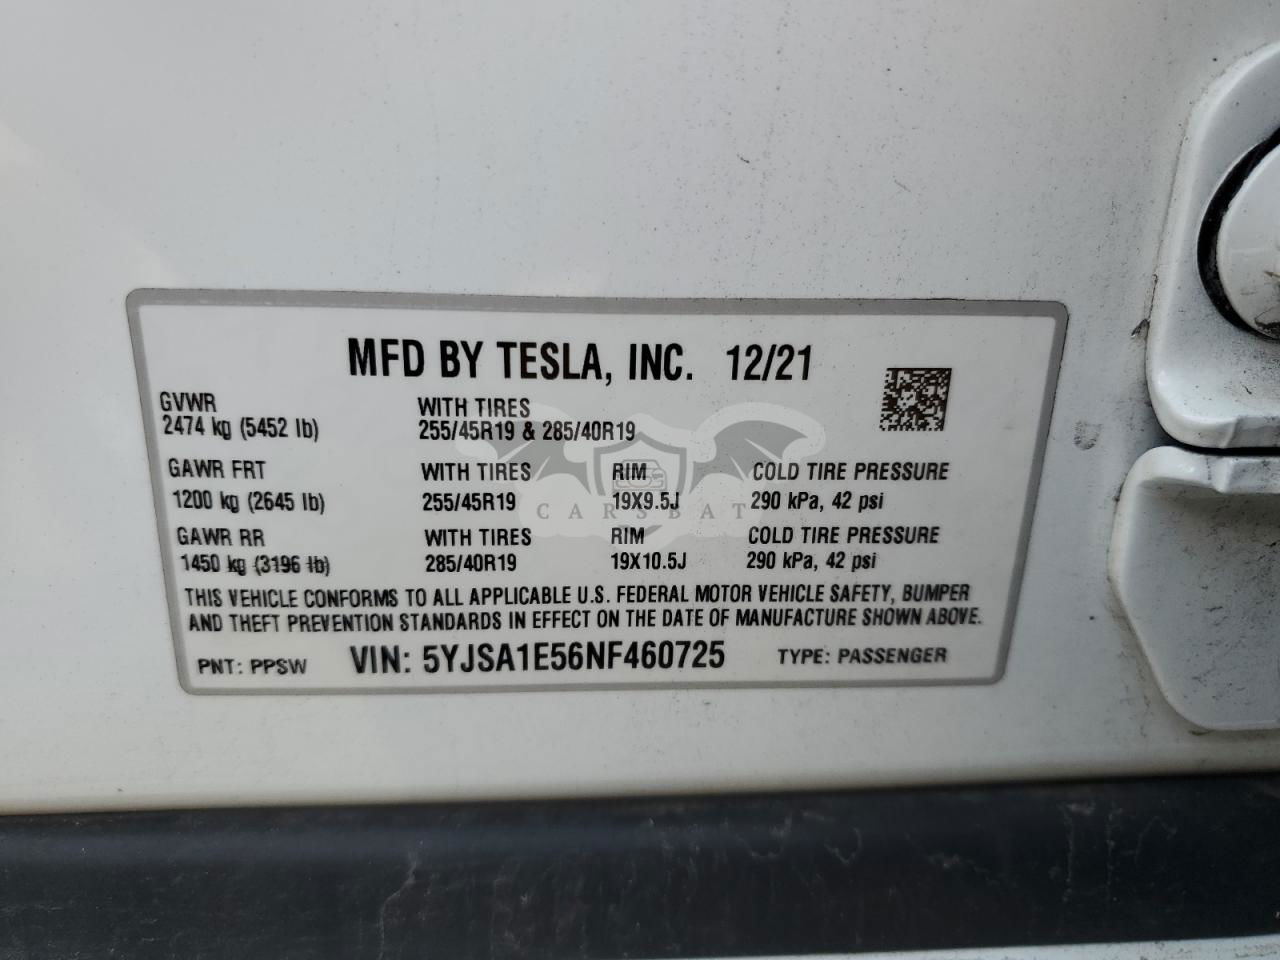 MFD BY TESLA, INC. 12/21
GVWR WITH TIRES
2474 kg (5452 lb) 255/45R19 & 285/40R19
GAWR FRT WITH TIRES RIM COLD TIRE PRESSURE
1200 kg (2645 lb) 255/45R19 19X9.5J 290 kPa, 42 psi
CARSBAT
GAWR RR WITH TIRES RIM COLD TIRE PRESSURE
1450 kg (3196 lb) 285/40R19 19X10.5J 290 kPa, 42 psi
THIS VEHICLE CONFORMS TO ALL APPLICABLE U.S. FEDERAL MOTOR VEHICLE SAFETY, BUMPER
AND THEFT PREVENTION STANDARDS IN EFFECT ON THE DATE OF MANUFACTURE SHOWN ABOVE.
PNT: PPSW VIN: 5YJSA1E56NF460725 TYPE: PASSENGER